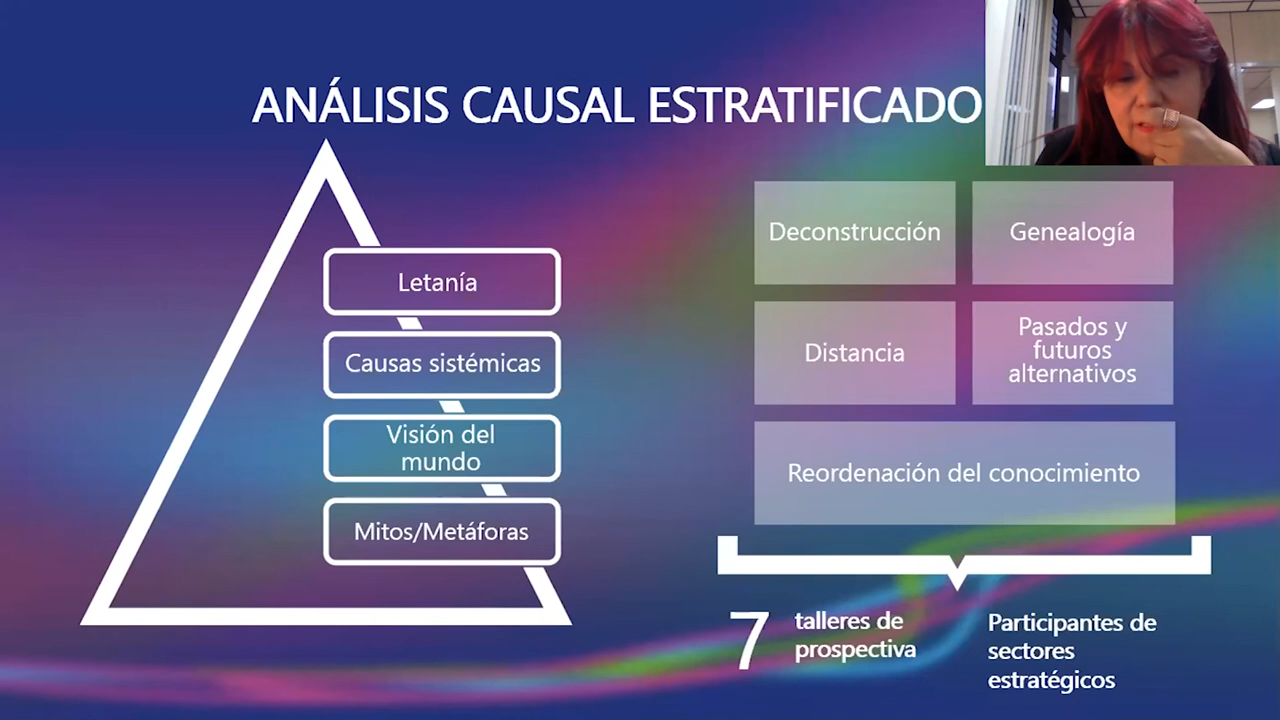 ANÁLISIS CAUSAL ESTRATIFICADO
Letanía
Causas sistémicas
Visión del
mundo
Mitos/Metáforas
Deconstrucción
Genealogía
Distancia
Pasados y
futuros
alternativos
Reordenación del conocimiento
7
talleres de
prospectiva
Participantes de
sectores
estratégicos